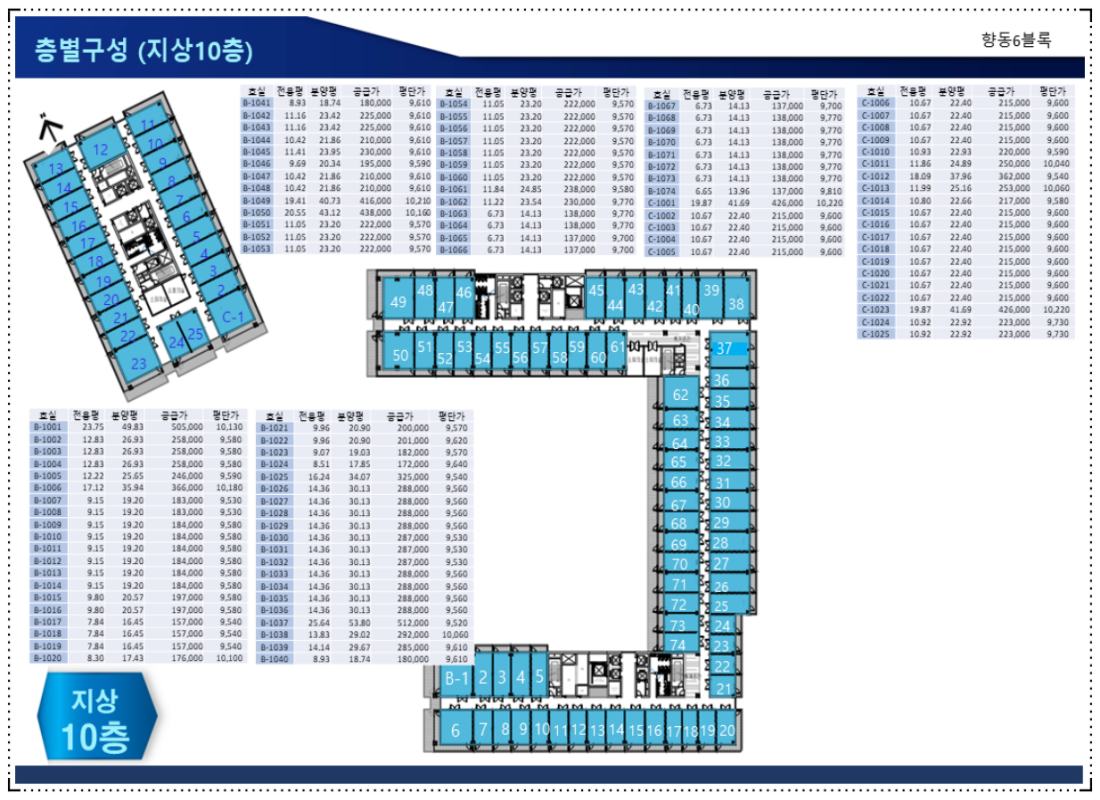 층별구성 (지상10층)
향동6블록
호실 전용평 분양평 공급가 평단가
B-1041 8.93 18.74 180,000 9,610
B-1042 11.16 23.42 225,000 9,610
B-1043 11.16 23.42 225,000 9,610
B-1044 10.42 21.86 210,000 9,610
B-1045 11.41 23.95 230,000 9,610
B-1046 9.69 20.34 195,000 9,590
B-1047 10.42 21.86 210,000 9,610
B-1048 10.42 21.86 210,000 9,610
B-1049 19.41 40.73 416,000 10,210
B-1050 20.55 43.12 438,000 10,160
B-1051 11.05 23.20 222,000 9,570
B-1052 11.05 23.20 222,000 9,570
B-1053 11.05 23.20 222,000 9,570
호실 전용평 분양평 공급가 평단가
B-1054 11.05 23.20 222,000 9,570
B-1055 11.05 23.20 222,000 9,570
B-1056 11.05 23.20 222,000 9,570
B-1057 11.05 23.20 222,000 9,570
B-1058 11.05 23.20 222,000 9,570
B-1059 11.05 23.20 222,000 9,570
B-1060 11.05 23.20 222,000 9,570
B-1061 11.84 24.85 238,000 9,580
B-1062 11.22 23.54 230,000 9,770
B-1063 6.73 14.13 138,000 9,770
B-1064 6.73 14.13 138,000 9,770
B-1065 6.73 14.13 137,000 9,700
B-1066 6.73 14.13 137,000 9,700
호실 전용평 분양평 공급가 평단가
B-1067 6.73 14.13 137,000 9,700
B-1068 6.73 14.13 138,000 9,770
B-1069 6.73 14.13 138,000 9,770
B-1070 6.73 14.13 138,000 9,770
B-1071 6.73 14.13 138,000 9,770
B-1072 6.73 14.13 138,000 9,770
B-1073 6.73 14.13 138,000 9,770
B-1074 6.65 13.96 137,000 9,810
C-1001 19.87 41.69 426,000 10,220
C-1002 10.67 22.40 215,000 9,600
C-1003 10.67 22.40 215,000 9,600
C-1004 10.67 22.40 215,000 9,600
C-1005 10.67 22.40 215,000 9,600
호실 전용평 분양평 공급가 평단가
C-1006 10.67 22.40 215,000 9,600
C-1007 10.67 22.40 215,000 9,600
C-1008 10.67 22.40 215,000 9,600
C-1009 10.67 22.40 215,000 9,600
C-1010 10.93 22.93 220,000 9,590
C-1011 11.86 24.89 250,000 10,040
C-1012 18.09 37.96 362,000 9,540
C-1013 11.99 25.16 253,000 10,060
C-1014 10.80 22.66 217,000 9,580
C-1015 10.67 22.40 215,000 9,600
C-1016 10.67 22.40 215,000 9,600
C-1017 10.67 22.40 215,000 9,600
C-1018 10.67 22.40 215,000 9,600
C-1019 10.67 22.40 215,000 9,600
C-1020 10.67 22.40 215,000 9,600
C-1021 10.67 22.40 215,000 9,600
C-1022 10.67 22.40 215,000 9,600
C-1023 19.87 41.69 426,000 10,220
C-1024 10.92 22.92 223,000 9,730
C-1025 10.92 22.92 223,000 9,730
11
10
9
8
7
6
5
4
3
2
C-1
12
13
14
15
16
17
18
19
20
21
22
23
24
25
49 48 47 46 45 44 43 42 41 40 39 38
50 51 52 53 54 55 56 57 58 59 60 61
37
36
35
34
33
32
31
30
29
28
27
26
25
24
23
22
21
62
63
64
65
66
67
68
69
70
71
72
73
74
호실 전용평 분양평 공급가 평단가
B-1001 23.75 49.83 505,000 10,130
B-1002 12.83 26.93 258,000 9,580
B-1003 12.83 26.93 258,000 9,580
B-1004 12.83 26.93 258,000 9,580
B-1005 12.22 25.65 246,000 9,590
B-1006 17.12 35.94 366,000 10,180
B-1007 9.15 19.20 183,000 9,530
B-1008 9.15 19.20 183,000 9,530
B-1009 9.15 19.20 184,000 9,580
B-1010 9.15 19.20 184,000 9,580
B-1011 9.15 19.20 184,000 9,580
B-1012 9.15 19.20 184,000 9,580
B-1013 9.15 19.20 184,000 9,580
B-1014 9.15 19.20 184,000 9,580
B-1015 9.80 20.57 197,000 9,580
B-1016 9.80 20.57 197,000 9,580
B-1017 7.84 16.45 157,000 9,540
B-1018 7.84 16.45 157,000 9,540
B-1019 7.84 16.45 157,000 9,540
B-1020 8.30 17.43 176,000 10,100
호실 전용평 분양평 공급가 평단가
B-1021 9.96 20.90 200,000 9,570
B-1022 9.96 20.90 201,000 9,620
B-1023 9.07 19.03 182,000 9,570
B-1024 8.51 17.85 172,000 9,640
B-1025 16.24 34.07 325,000 9,540
B-1026 14.36 30.13 288,000 9,560
B-1027 14.36 30.13 288,000 9,560
B-1028 14.36 30.13 288,000 9,560
B-1029 14.36 30.13 288,000 9,560
B-1030 14.36 30.13 287,000 9,530
B-1031 14.36 30.13 287,000 9,530
B-1032 14.36 30.13 287,000 9,530
B-1033 14.36 30.13 288,000 9,560
B-1034 14.36 30.13 288,000 9,560
B-1035 14.36 30.13 288,000 9,560
B-1036 14.36 30.13 288,000 9,560
B-1037 25.64 53.80 512,000 9,520
B-1038 13.83 29.02 292,000 10,060
B-1039 14.14 29.67 285,000 9,610
B-1040 8.93 18.74 180,000 9,610
B-1 2 3 4 5
6 7 8 9 10 11 12 13 14 15 16 17 18 19 20
지상
10층